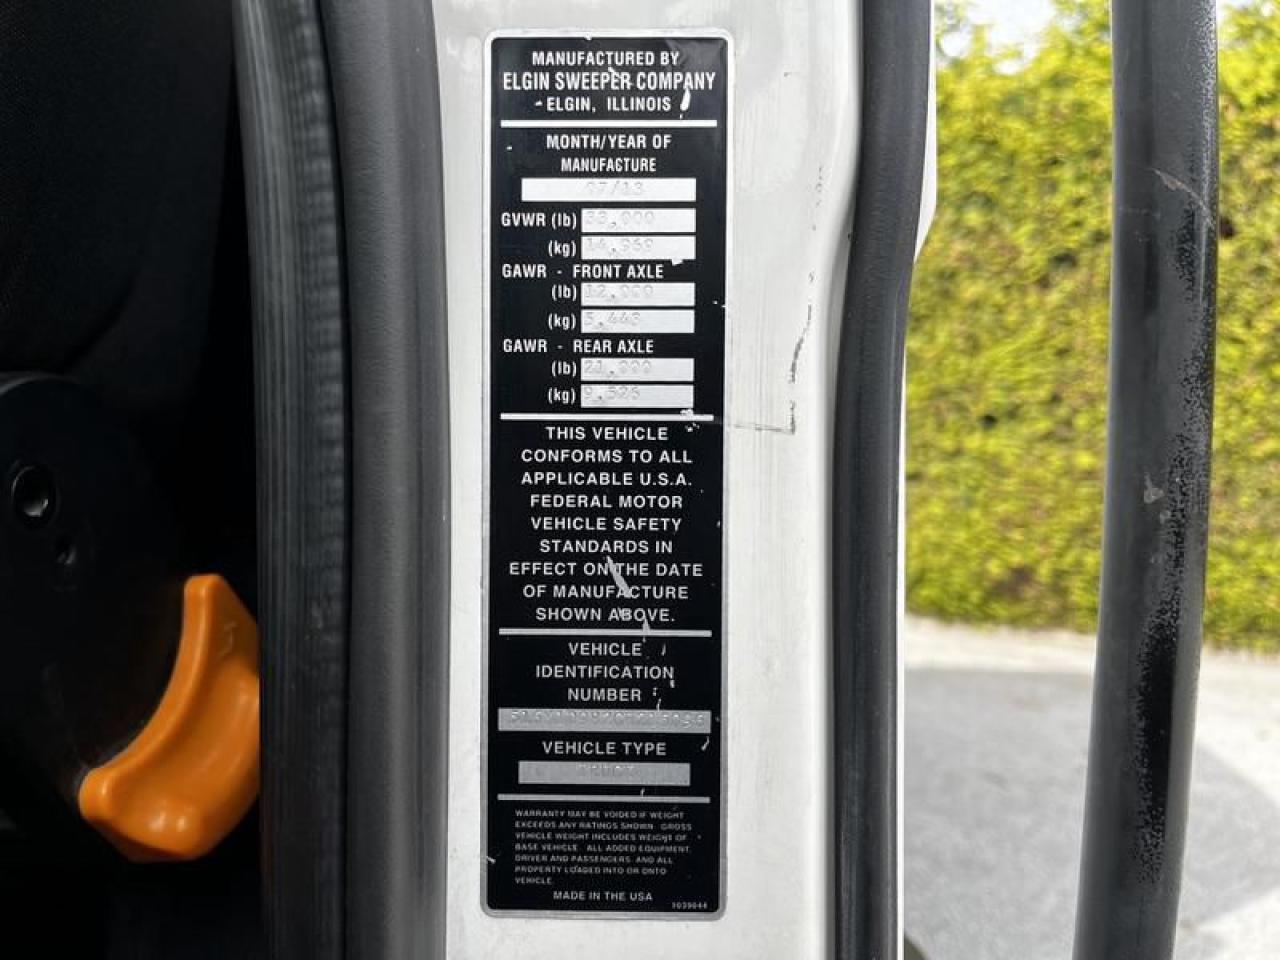 MANUFACTURED BY
ELGIN SWEEPER COMPANY
ELGIN, ILLINOIS
MONTH/YEAR OF
MANUFACTURE
07/13
GVWR (lb) 33,000
(kg) 14,969
GAWR - FRONT AXLE
(lb) 12,000
(kg) 5,443
GAWR - REAR AXLE
(lb) 21,000
(kg) 9,526
THIS VEHICLE
CONFORMS TO ALL
APPLICABLE U.S.A.
FEDERAL MOTOR
VEHICLE SAFETY
STANDARDS IN
EFFECT ON THE DATE
OF MANUFACTURE
SHOWN ABOVE.
VEHICLE
IDENTIFICATION
NUMBER
VEHICLE TYPE
TRUCK
WARRANTY MAY BE VOIDED IF WEIGHT
EXCEEDS ANY RATINGS SHOWN. GROSS
VEHICLE WEIGHT INCLUDES WEIGHT OF
BASE VEHICLE. ALL ADDED EQUIPMENT,
DRIVER AND PASSENGERS, AND ALL
PROPERTY LOADED INTO OR ONTO
VEHICLE.
MADE IN THE USA
1039044